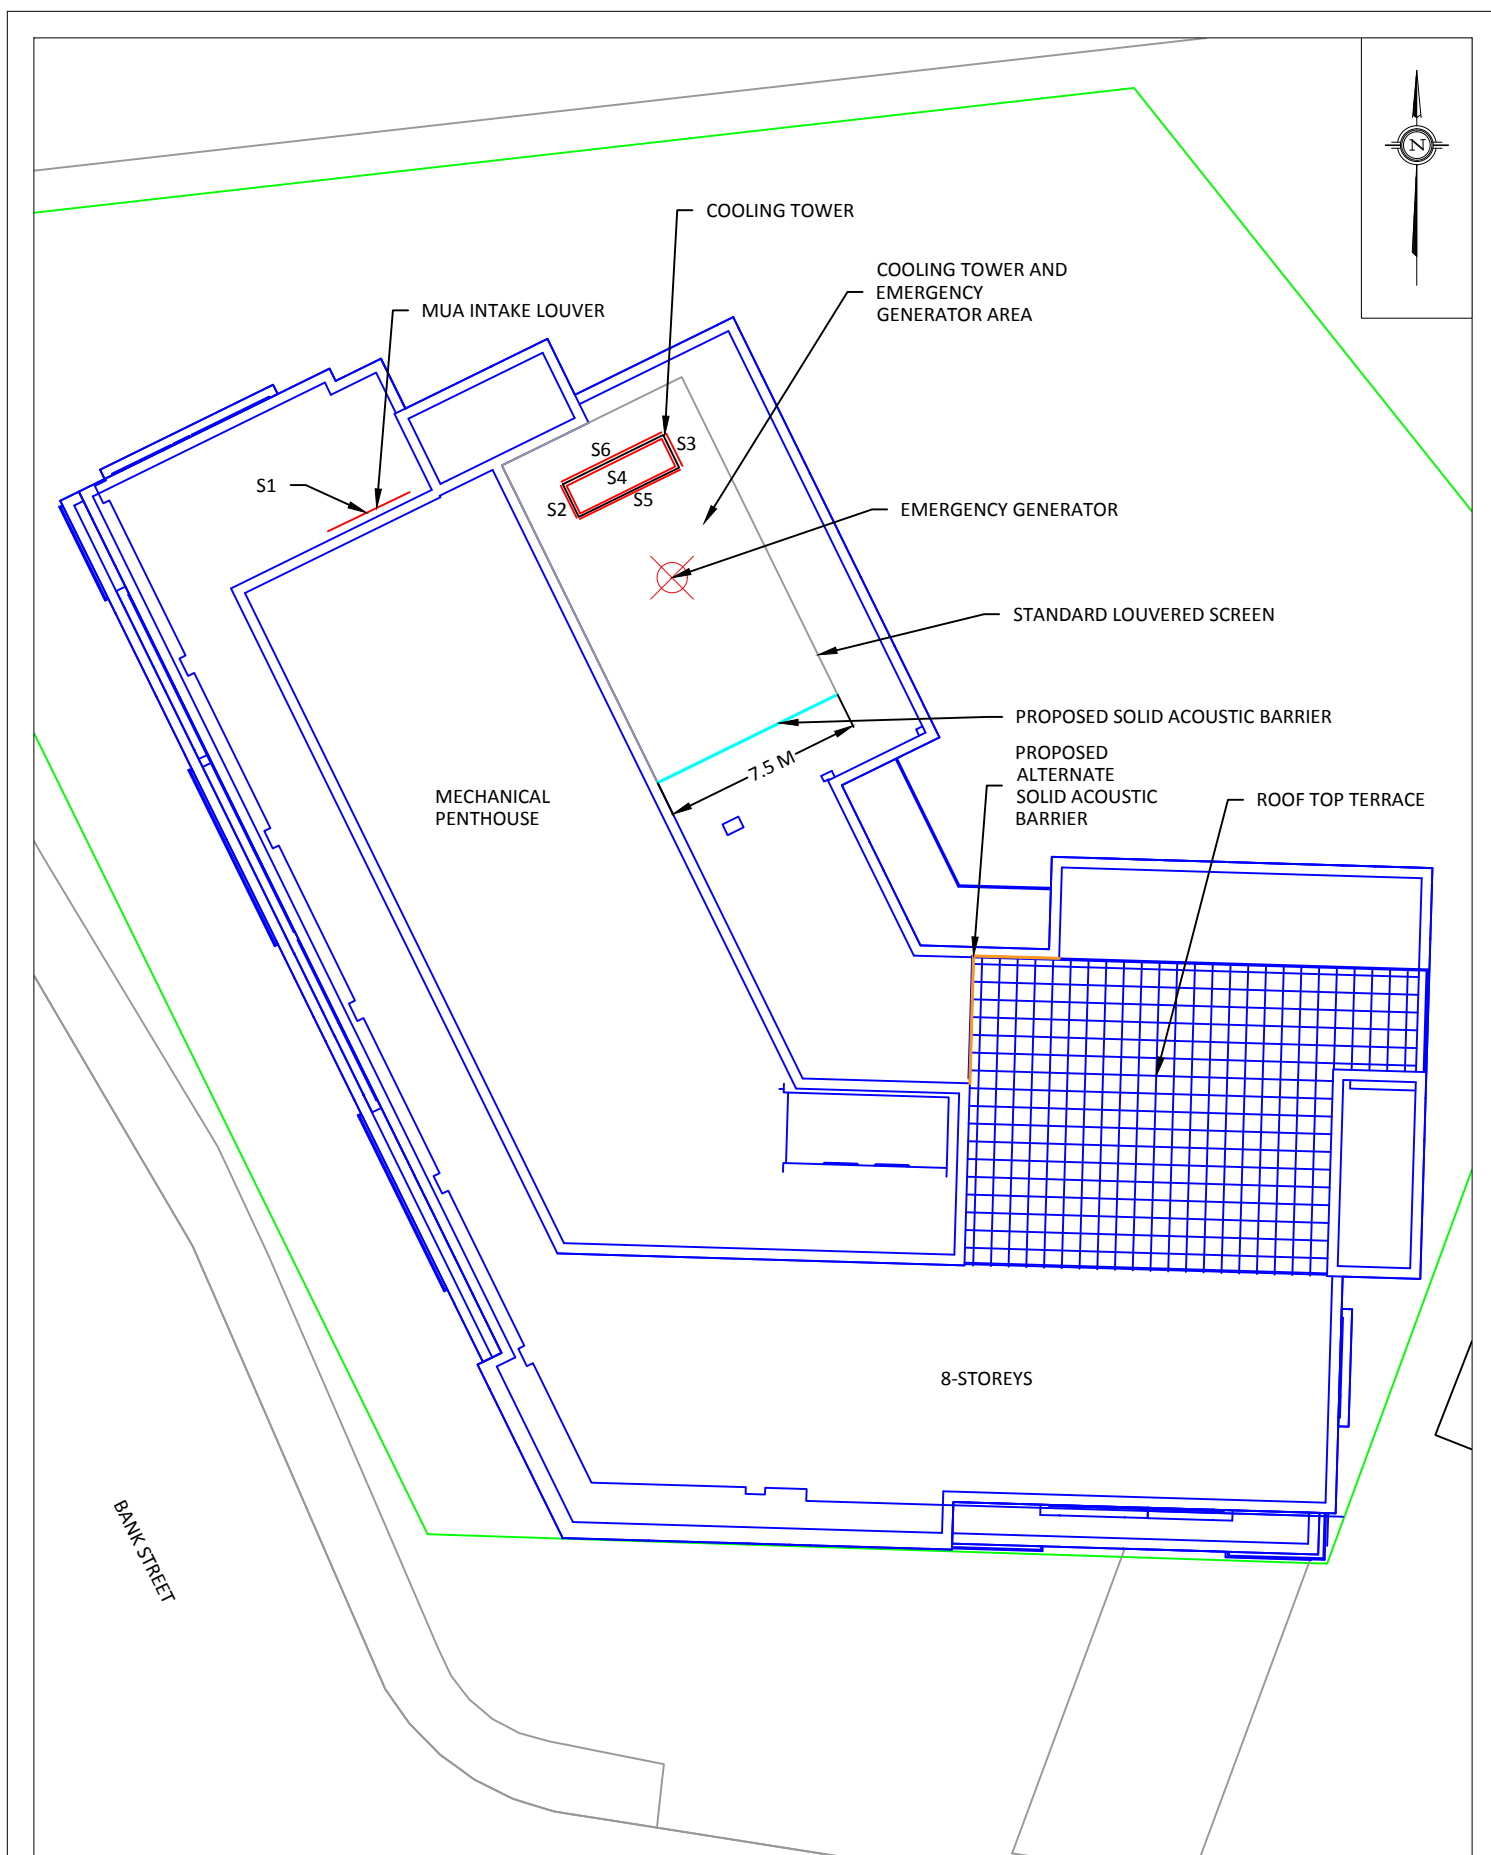 N
COOLING TOWER
COOLING TOWER AND
EMERGENCY
GENERATOR AREA
MUA INTAKE LOUVER
S6
S3
S4
S1
S5
S2
EMERGENCY GENERATOR
STANDARD LOUVERED SCREEN
PROPOSED SOLID ACOUSTIC BARRIER
7.5 M
PROPOSED
ALTERNATE
SOLID ACOUSTIC
BARRIER
MECHANICAL
PENTHOUSE
ROOF TOP TERRACE
8-STOREYS
BANK STREET